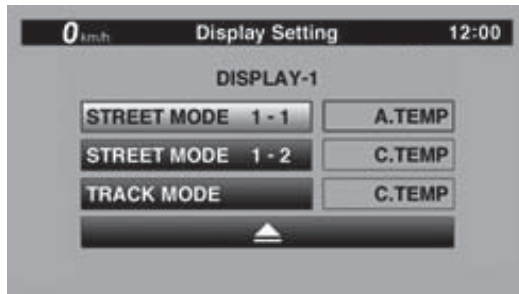 0 km/h Display Setting 12:00
DISPLAY-1
STREET MODE 1 - 1 A.TEMP
STREET MODE 1 - 2 C.TEMP
TRACK MODE C.TEMP